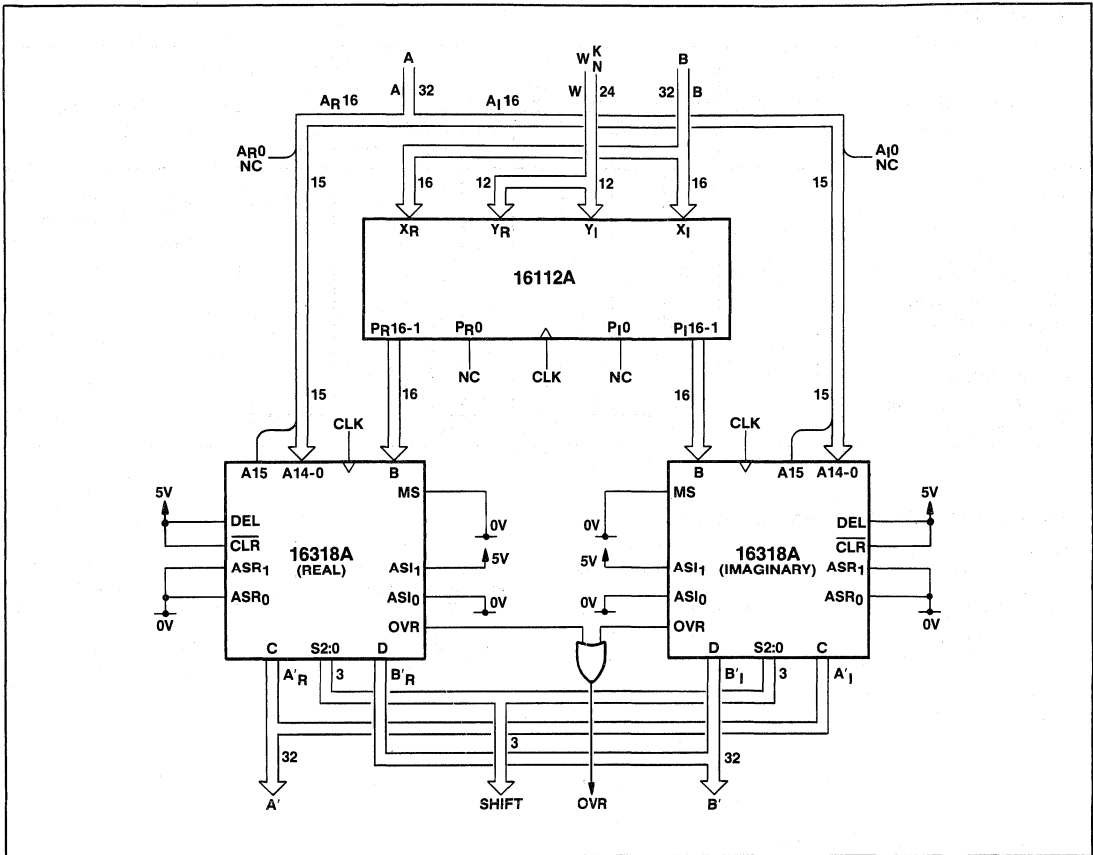 A W K N B
A 32 W 24 32 B
AR16 AI16
AR0 NC AI0 NC
15 16 12 12 16 15
XR YR YI XI
16112A
PR16-1 PR0 PI0 PI16-1
NC CLK NC
15 16 16 15
CLK CLK
A15 A14-0 B B A15 A14-0
5V MS MS 5V
DEL 0V 0V DEL
CLR CLR
16318A 16318A
(REAL) (IMAGINARY)
ASR1 ASI1 5V 5V ASI1 ASR1
ASR0 ASI0 0V 0V ASI0 ASR0
0V OVR OVR 0V
C S2:0 D D S2:0 C
A'R 3 B'R B'I 3 A'I
3
32 32
A' SHIFT OVR B'